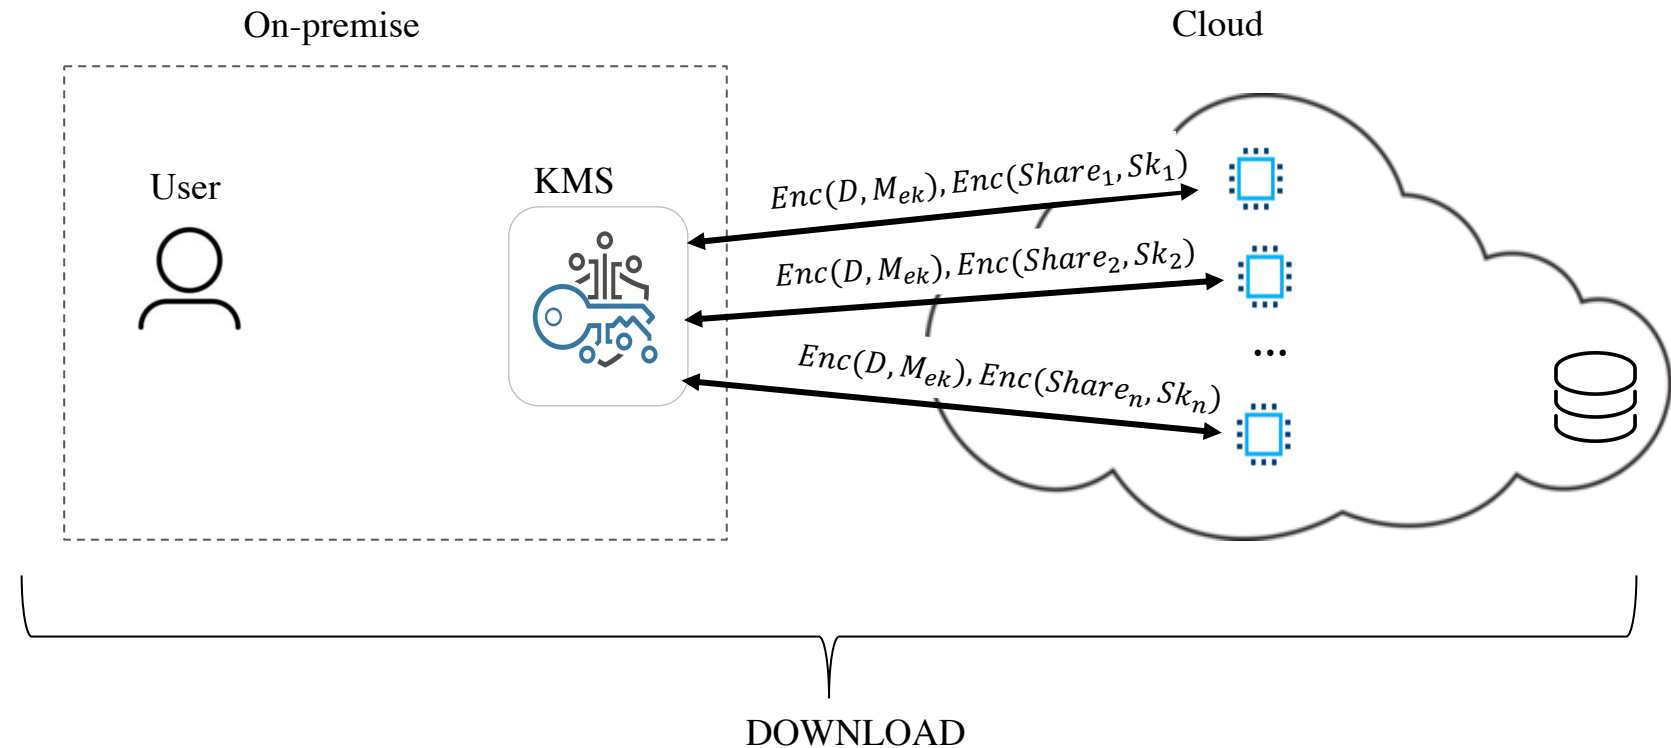 On-premise
Cloud
User
KMS
Enc(D, M_ek), Enc(Share_1, Sk_1)
Enc(D, M_ek), Enc(Share_2, Sk_2)
...
Enc(D, M_ek), Enc(Share_n, Sk_n)
DOWNLOAD